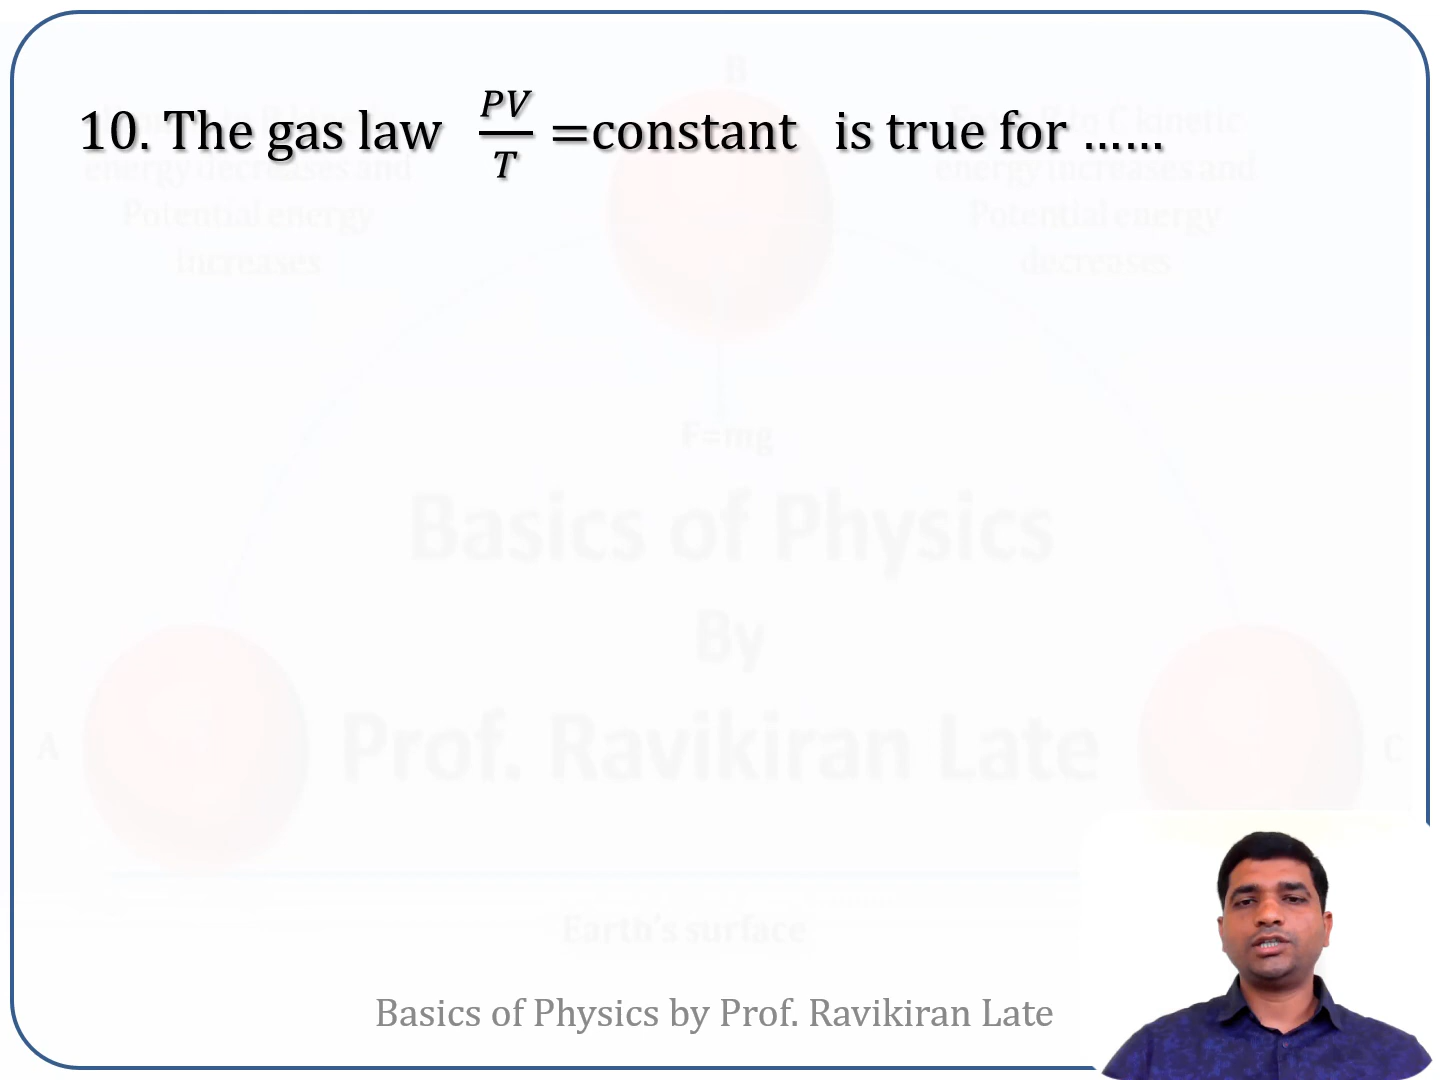 10. The gas law PV/T =constant is true for ......
B
energy decreases and
Potential energy
increases
to C kinetic
energy increases and
Potential energy
decreases
F=mg
Basics of Physics
By
Prof. Ravikiran Late
A
C
Earth's surface
Basics of Physics by Prof. Ravikiran Late